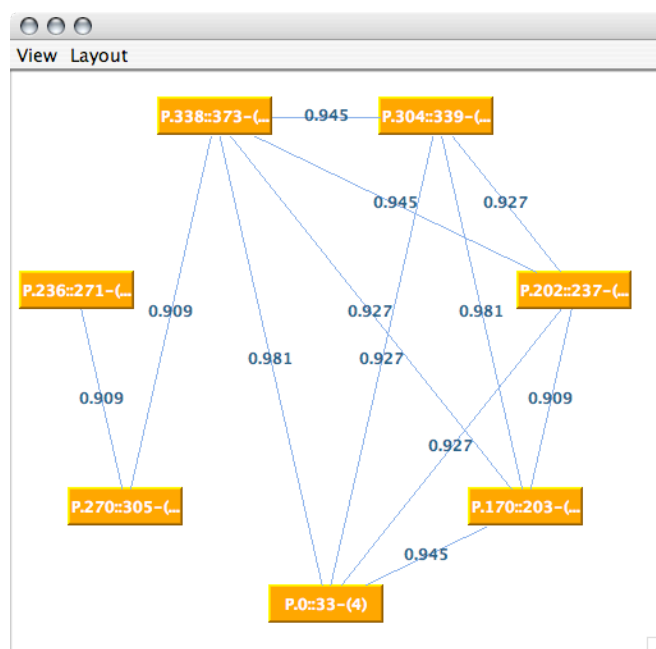 View Layout
P.338::373-(... 0.945 P.304::339-(...
0.945 0.927
P.236::271-(... P.202::237-(...
0.909 0.927 0.981
0.981 0.927
0.909 0.909
0.927
P.270::305-(... P.170::203-(...
0.945
P.0::33-(4)